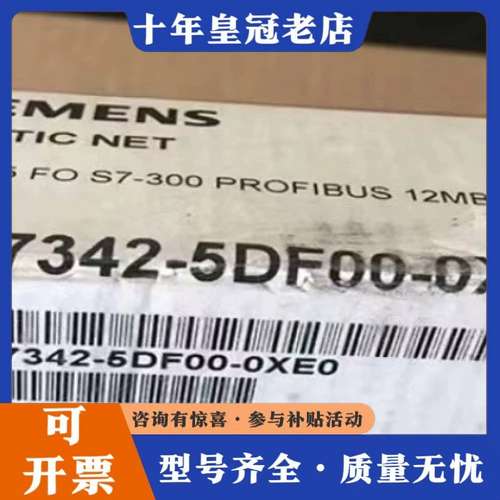 十年皇冠老店
EMENS
TIC NET
5 FO S7-300 PROFIBUS 12MB
7342-5DF00-0X
7342-5DF00-0XE0
咨询有惊喜·参与补贴活动
可开票
型号齐全·质量无忧